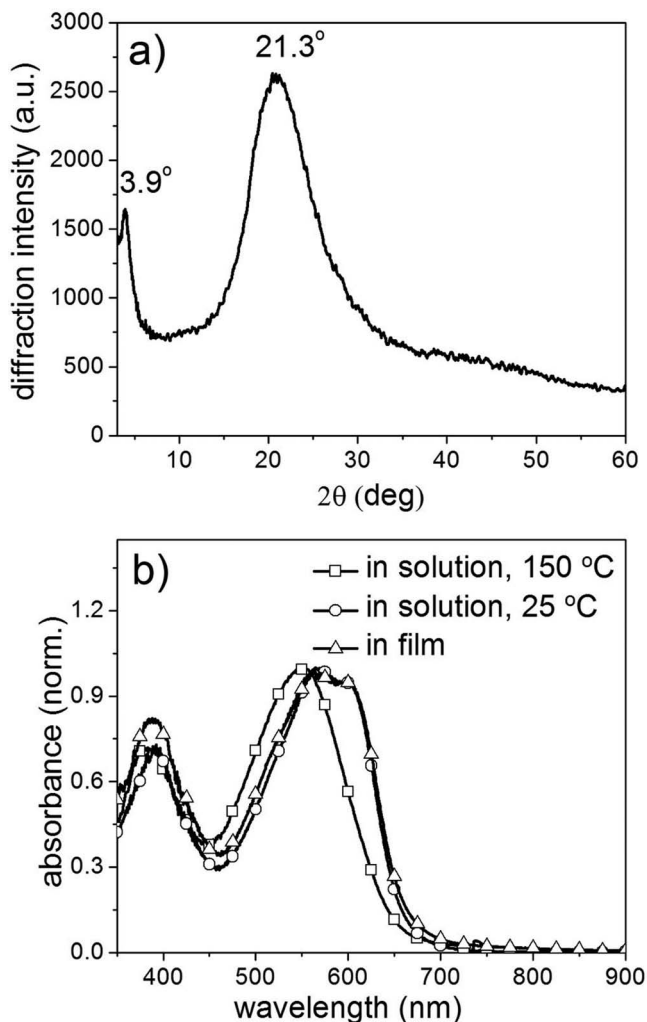 a)
3.9°
21.3°
diffraction intensity (a.u.)
3000
2500
2000
1500
1000
500
0
10 20 30 40 50 60
2θ (deg)
b)
in solution, 150 °C
in solution, 25 °C
in film
absorbance (norm.)
1.2
0.9
0.6
0.3
0.0
400 500 600 700 800 900
wavelength (nm)